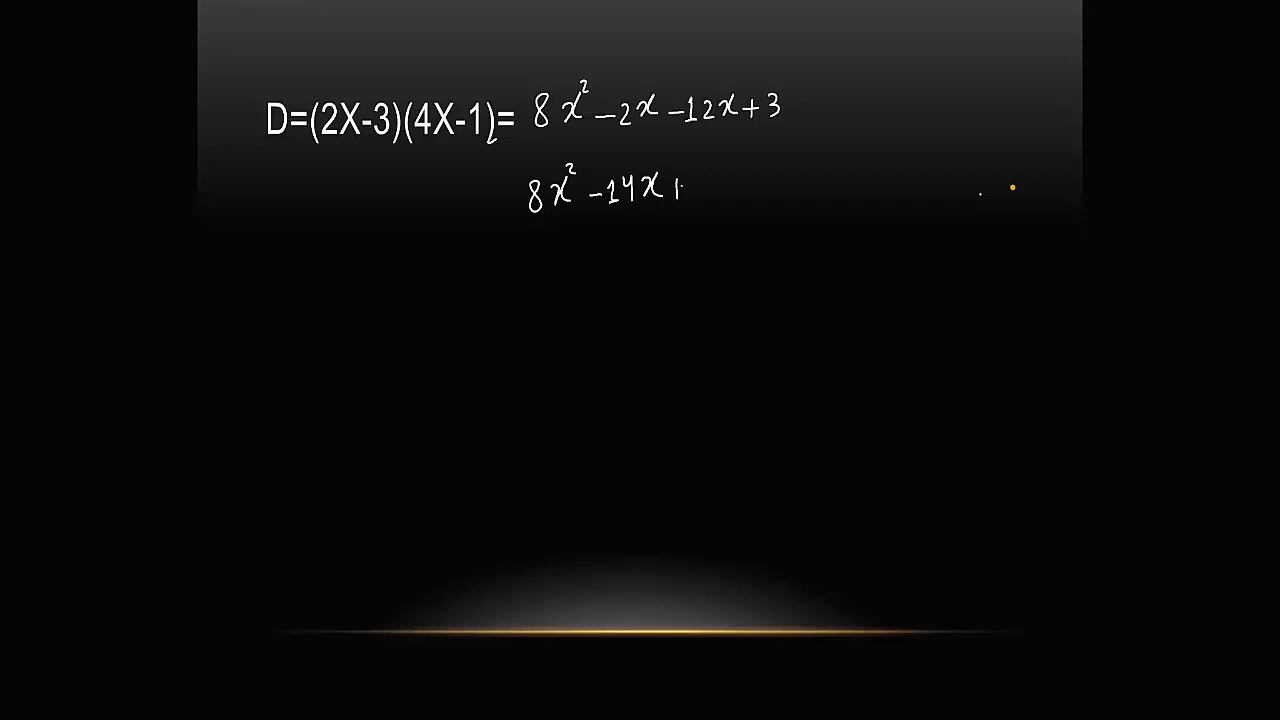 D=(2X-3)(4X-1)= 8x² -2x -12x+3
8x² -14x